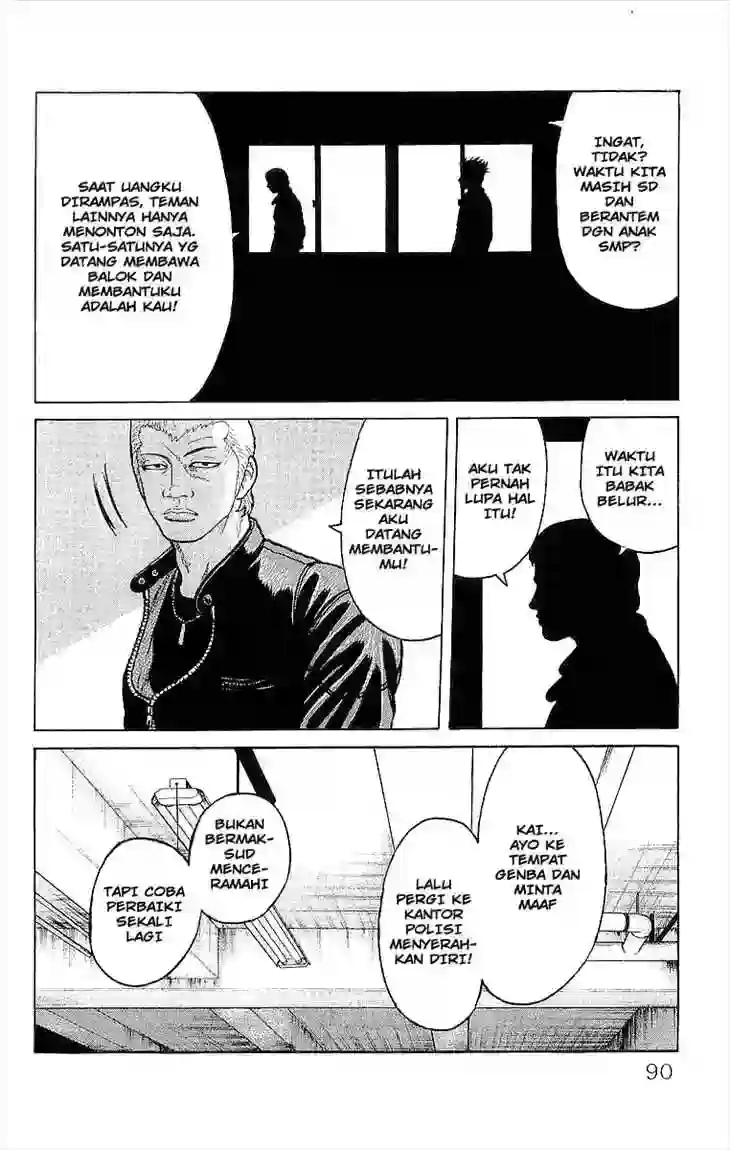 INGAT,
TIDAK?
WAKTU KITA
MASIH SD
DAN
BERANTEM
DGN ANAK
SMP?
SAAT UANGKU
DIRAMPAS, TEMAN
LAINNYA HANYA
MENONTON SAJA.
SATU-SATUNYA YG
DATANG MEMBAWA
BALOK DAN
MEMBANTUKU
ADALAH KAU!
WAKTU
ITU KITA
BABAK
BELUR...
AKU TAK
PERNAH
LUPA HAL
ITU!
ITULAH
SEBABNYA
SEKARANG
AKU
DATANG
MEMBANTU-
MU!
KAI...
AYO KE
TEMPAT
GENBA DAN
MINTA
MAAF
LALU
PERGI KE
KANTOR
POLISI
MENYERAH-
KAN DIRI!
BUKAN
BERMAK-
SUD
MENCE-
RAMAHI
TAPI COBA
PERBAIKI
SEKALI
LAGI
90